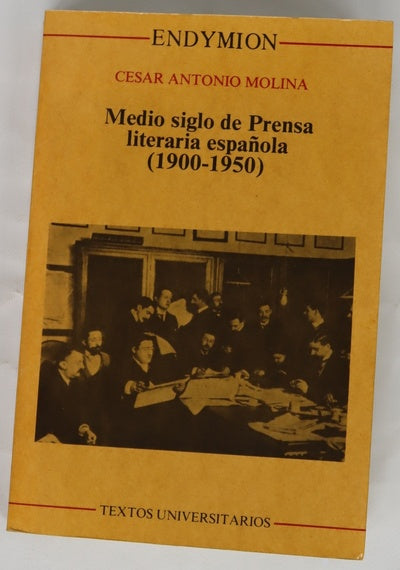 ENDYMION
CESAR ANTONIO MOLINA
Medio siglo de Prensa
literaria española
(1900-1950)
TEXTOS UNIVERSITARIOS